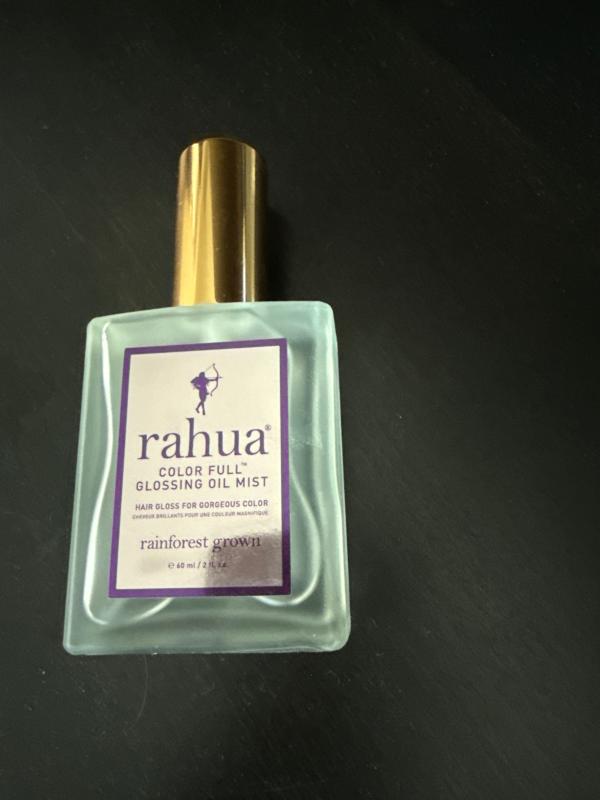 rahua®
COLOR FULL™
GLOSSING OIL MIST
HAIR GLOSS FOR GORGEOUS COLOR
CHEVEUX BRILLANTS POUR UNE COULEUR MAGNIFIQUE
rainforest grown
℮ 60 ml / 2 fl. oz.